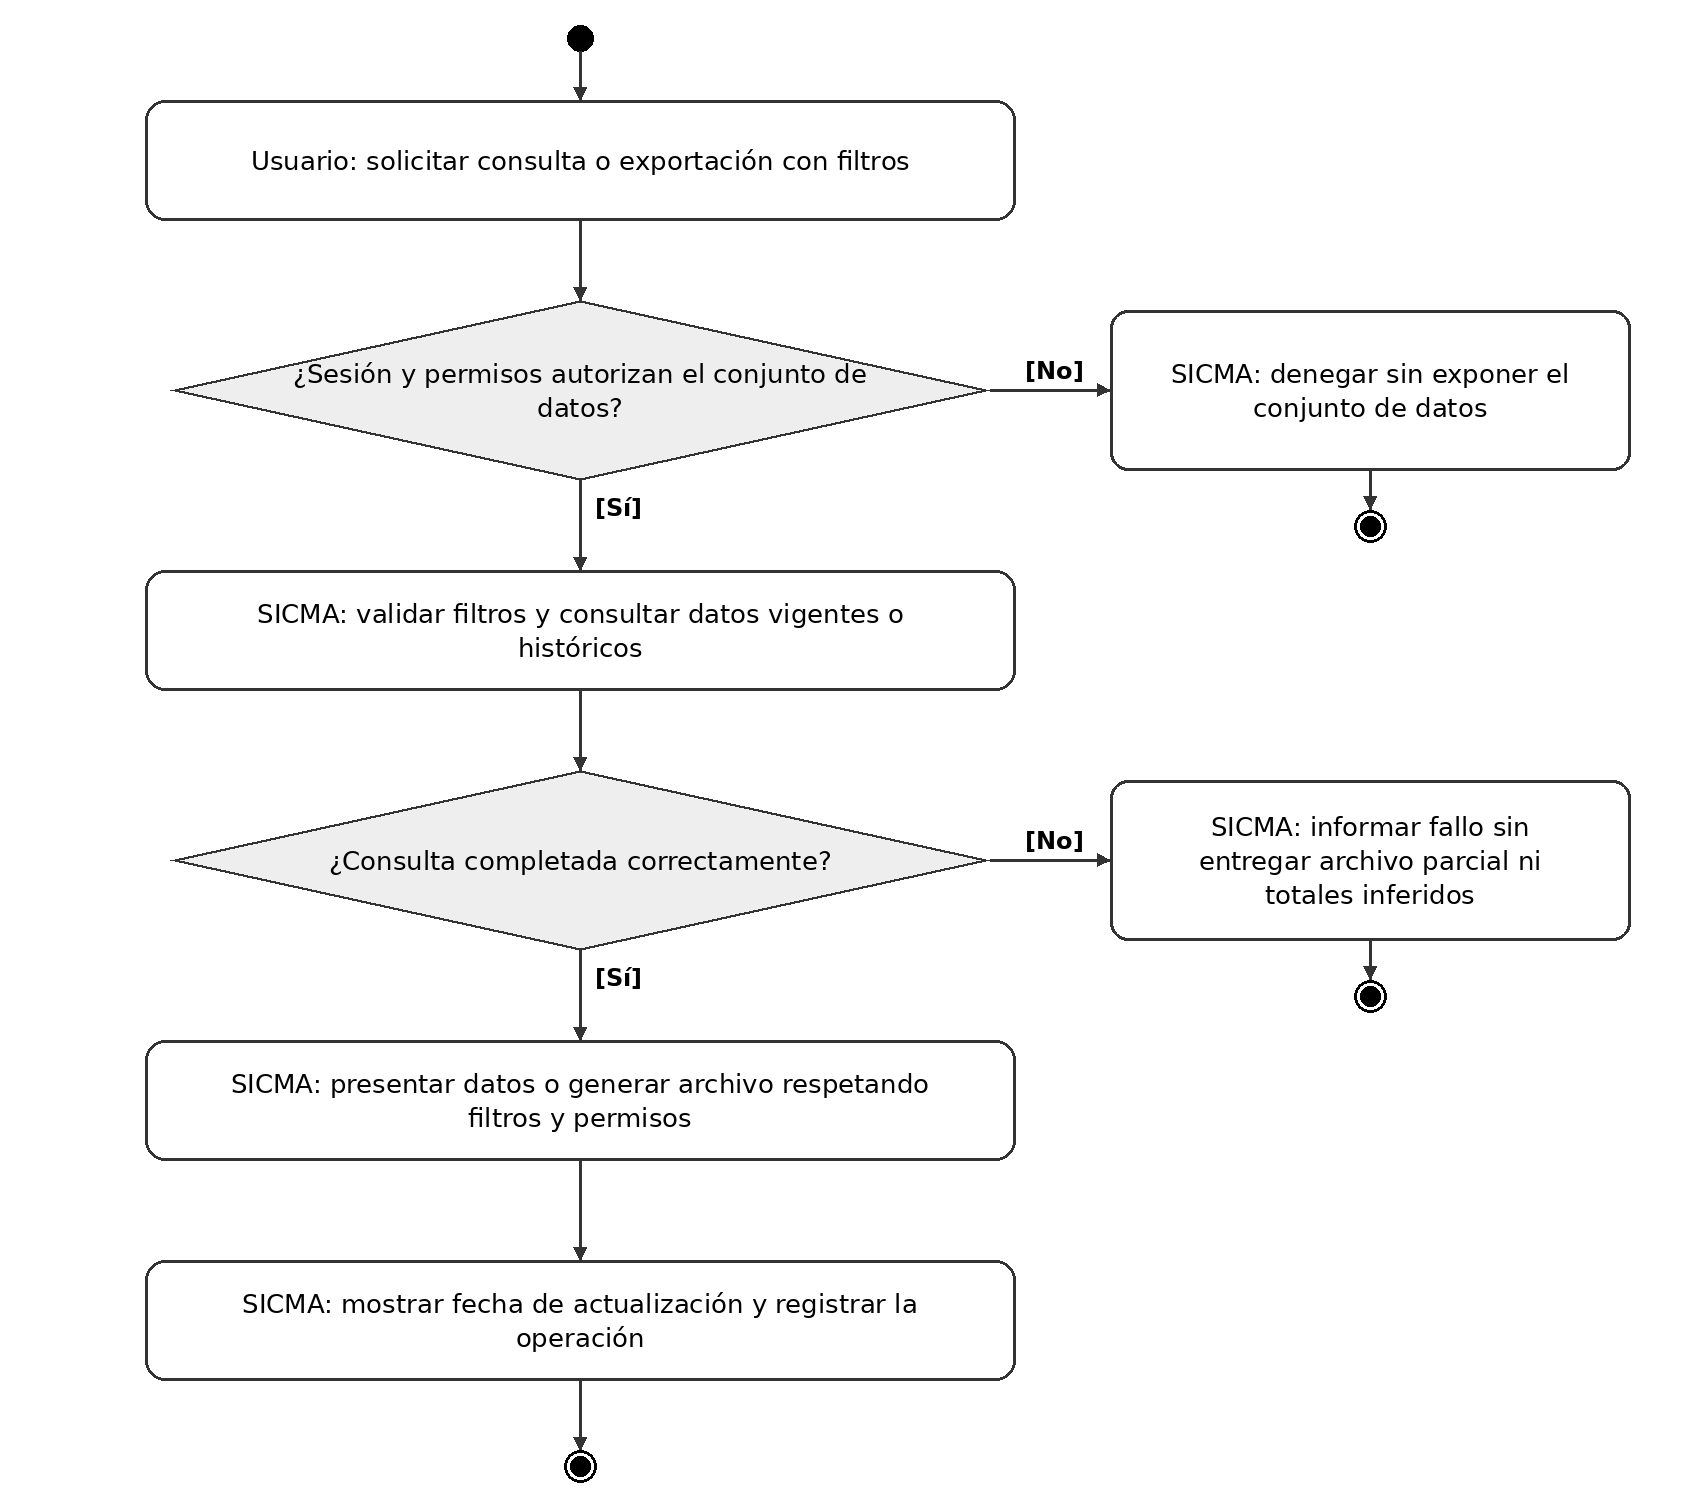 Usuario: solicitar consulta o exportación con filtros
¿Sesión y permisos autorizan el conjunto de
datos?
[No]
SICMA: denegar sin exponer el
conjunto de datos
[Sí]
SICMA: validar filtros y consultar datos vigentes o
históricos
¿Consulta completada correctamente?
[No]
SICMA: informar fallo sin
entregar archivo parcial ni
totales inferidos
[Sí]
SICMA: presentar datos o generar archivo respetando
filtros y permisos
SICMA: mostrar fecha de actualización y registrar la
operación